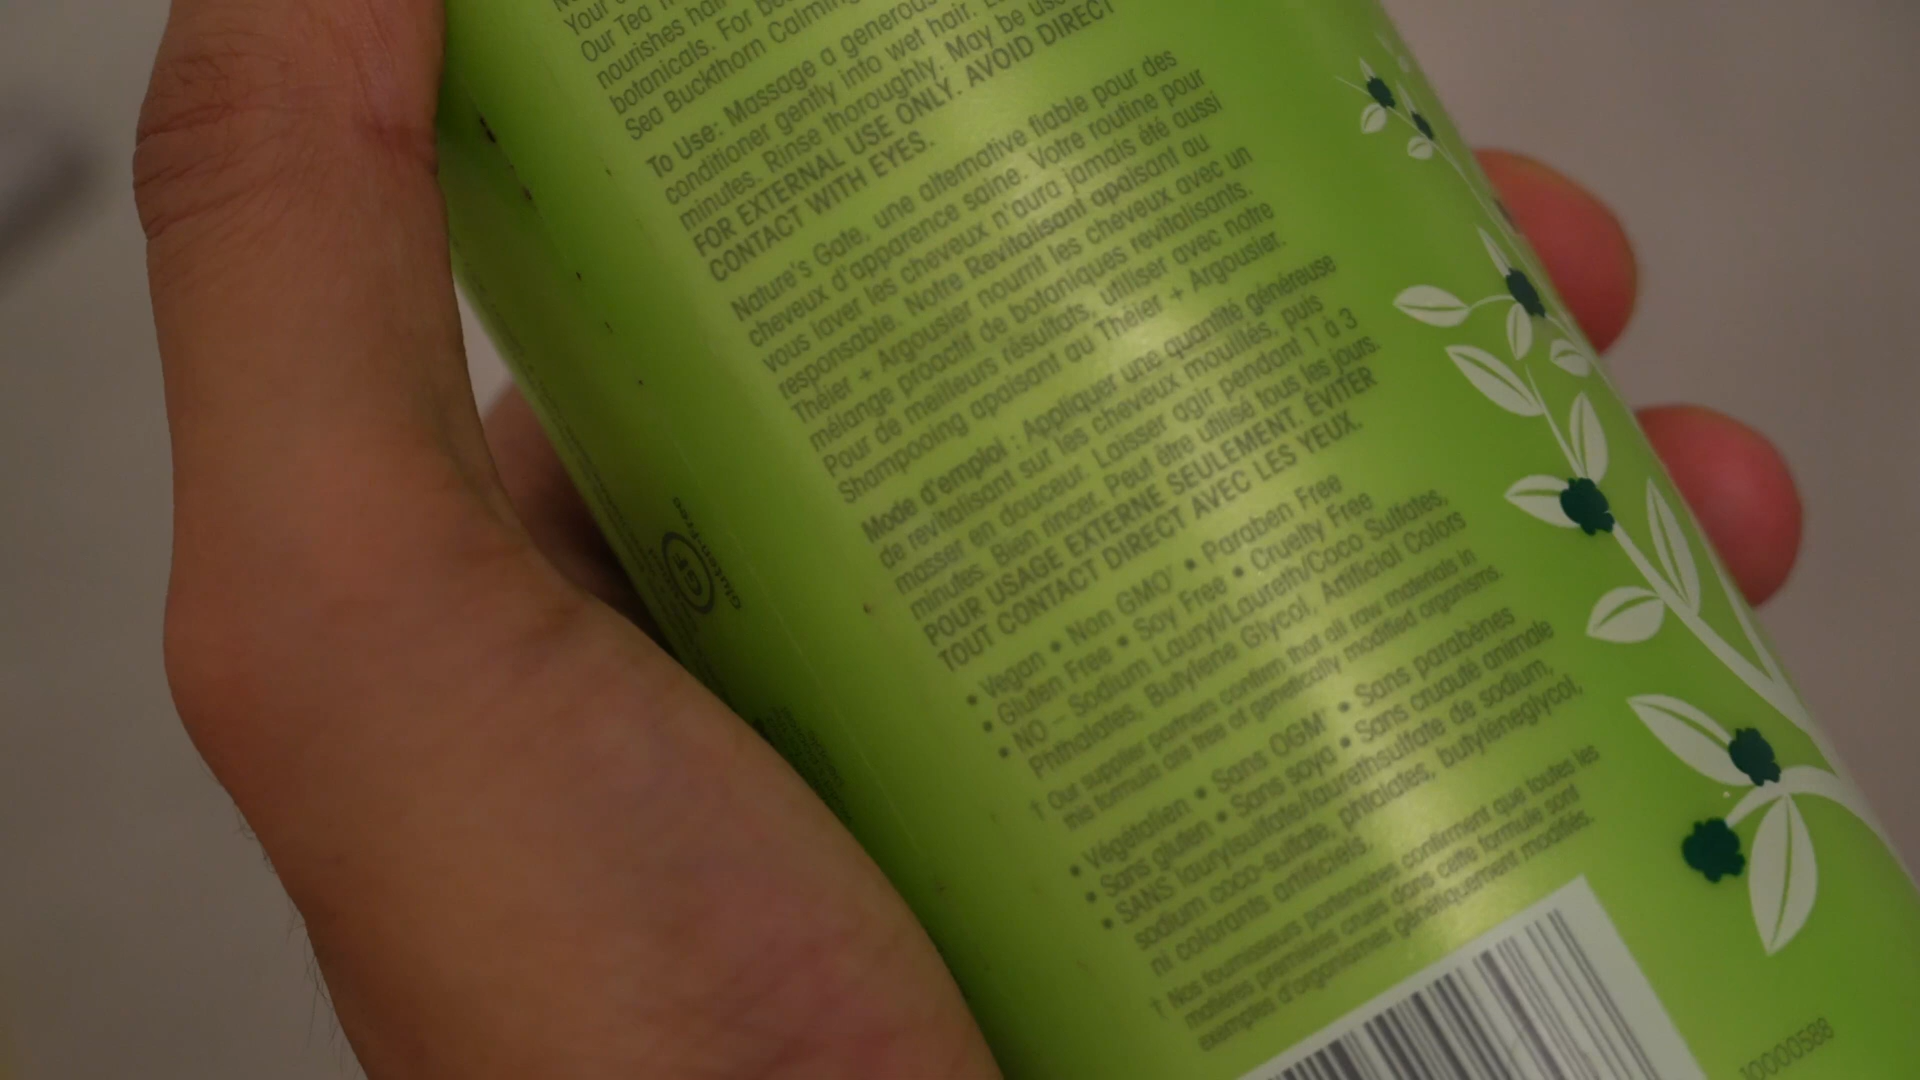 Your
Our Tea
nourishes hair
botanicals. For be
Sea Buckthorn Calming
To Use: Massage a generous
conditioner gently into wet hair.
minutes. Rinse thoroughly. May be use
FOR EXTERNAL USE ONLY. AVOID DIRECT
CONTACT WITH EYES.
Nature's Gate, une alternative fiable pour des
cheveux d'apparence saine. Votre routine pour
vous laver les cheveux n'aura jamais été aussi
responsable. Notre Revitalisant apaisant au
Théier + Argousier nourrit les cheveux avec un
mélange proactif de botaniques revitalisants.
Pour de meilleurs résultats, utiliser avec notre
Shampooing apaisant au Théier + Argousier.
Mode d'emploi : Appliquer une quantité généreuse
de revitalisant sur les cheveux mouillés, puis
masser en douceur. Laisser agir pendant 1 à 3
minutes. Bien rincer. Peut être utilisé tous les jours.
POUR USAGE EXTERNE SEULEMENT. ÉVITER
TOUT CONTACT DIRECT AVEC LES YEUX.
• Vegan • Non GMO† • Paraben Free
• Gluten Free • Soy Free • Cruelty Free
• NO – Sodium Lauryl/Laureth/Coco Sulfates,
Phthalates, Butylene Glycol, Artificial Colors
† Our supplier partners confirm that all raw materials in
this formula are free of genetically modified organisms.
• Végétalien • Sans OGM† • Sans parabènes
• Sans gluten • Sans soya • Sans cruauté animale
• SANS laurylsulfate/laurethsulfate de sodium,
sodium coco-sulfate, phtalates, butylèneglycol,
ni colorants artificiels.
† Nos fournisseurs partenaires confirment que toutes les
matières premières crues dans cette formule sont
exemptes d'organismes génétiquement modifiés.
GF
Gluten-Free
10000588